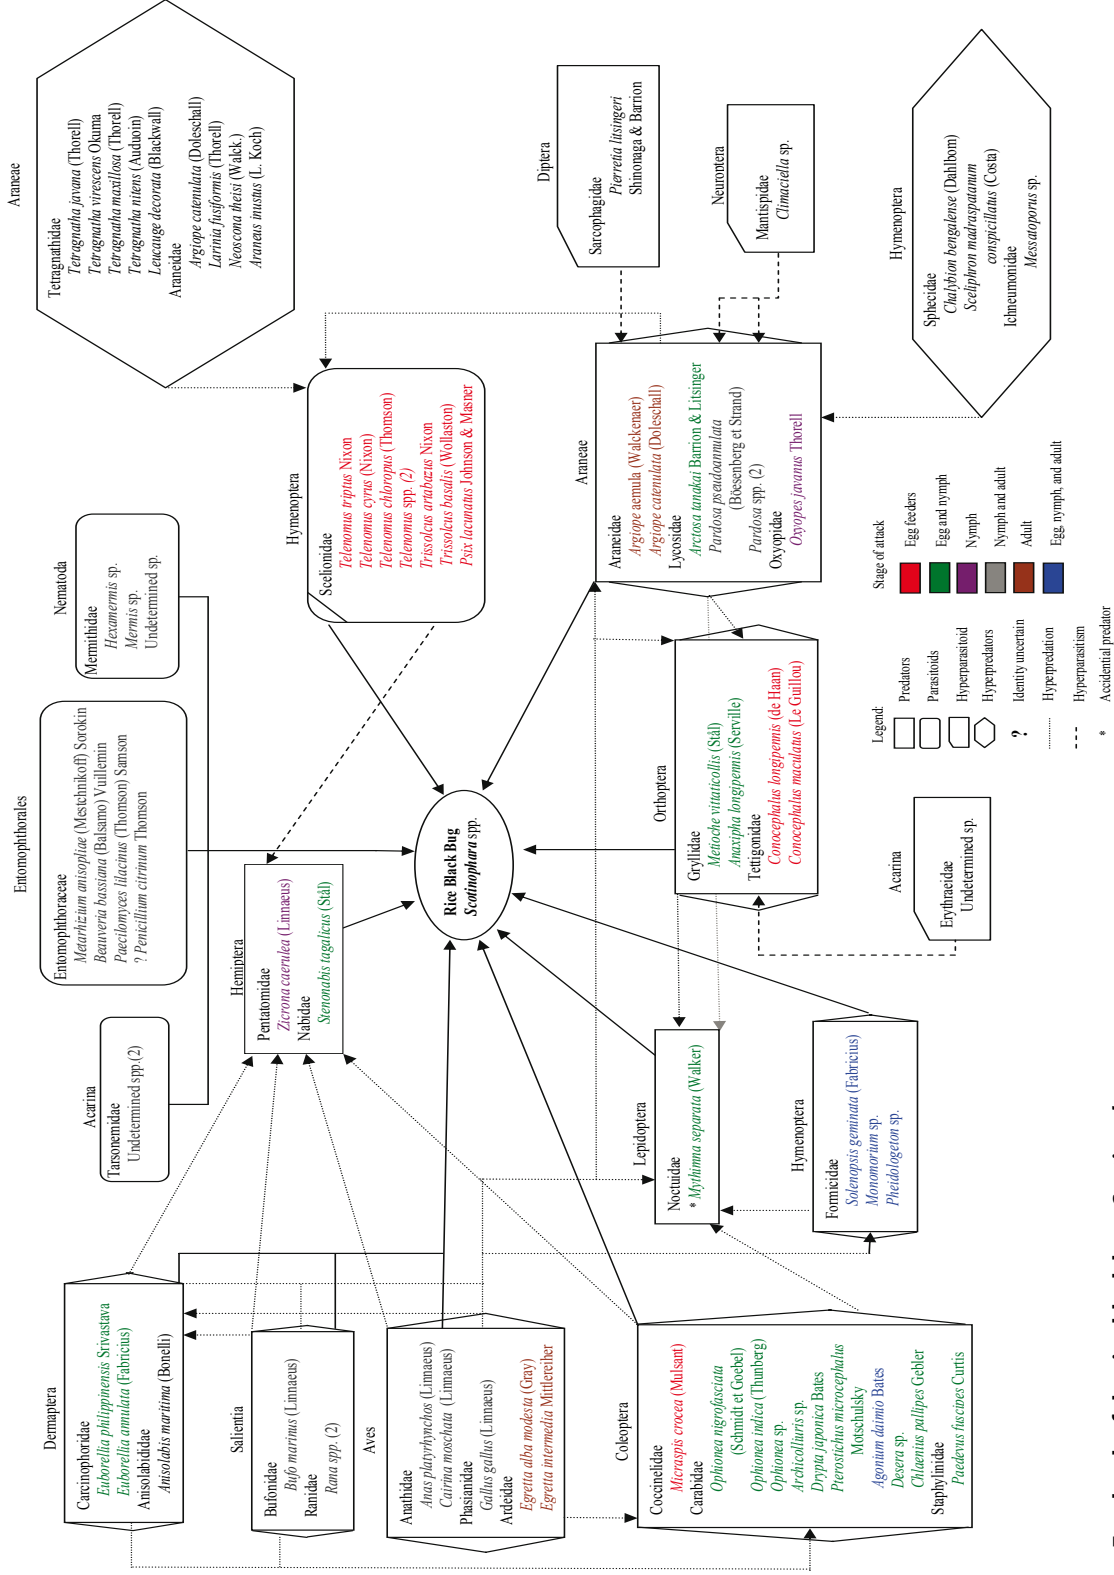 Araneae
Tetragnathidae
Tetragnatha javana (Thorell)
Tetragnatha virescens Okuma
Tetragnatha maxillosa (Thorell)
Tetragnatha nitens (Auduoin)
Leucauge decorata (Blackwall)
Araneidae
Argiope catenulata (Doleschall)
Larinia fusiformis (Thorell)
Neoscona theisi (Walck.)
Araneus inustus (L. Koch)
Diptera
Sarcophagidae
Pierretia litsingeri
Shinonaga & Barrion
Neurontera
Mantispidae
Climaciella sp.
Hymenoptera
Sphecidae
Chalybion bengalense (Dahlbom)
Sceliphron madraspatanum
conspicillatus (Costa)
Ichneumonidae
Messatoporus sp.
Nematoda
Mermithidae
Hexamermis sp.
Mermis sp.
Undetermined sp.
Hymenoptera
Scelionidae
Telenomus triptus Nixon
Telenomus cyrus (Nixon)
Telenomus chloropus (Thomson)
Telenomus spp. (2)
Trissolcus artabazus Nixon
Trissolcus basalis (Wollaston)
Psix lacunatus Johnson & Masner
Araneae
Araneidae
Argiope aemula (Walckenaer)
Argiope catenulata (Doleschall)
Lycosidae
Arctosa tanakai Barrion & Litsinger
Pardosa pseudoannulata
(Böesenberg et Strand)
Pardosa spp. (2)
Oxyopidae
Oxyopes javanus Thorell
Entomophthorales
Entomophthoraceae
Metarhizium anisopliae (Mestchnikoff) Sorokin
Beauveria bassiana (Balsamo) Vuillemin
Paecilomyces lilacinus (Thomson) Samson
? Penicillium citrinum Thomson
Acarina
Tarsonemidae
Undetermined spp.(2)
Hemiptera
Pentatomidae
Zicrona caerulea (Linnaeus)
Nabidae
Stenonabis tagalicus (Stål)
Rice Black Bug
Scotinophara spp.
Orthoptera
Gryllidae
Metioche vittaticollis (Stål)
Anaxipha longipennis (Serville)
Tettigonidae
Conocephalus longipennis (de Haan)
Conocephalus maculatus (Le Guillou)
Acarina
Erythraeidae
Undetermined sp.
Lepidoptera
Noctuidae
* Mythimna separata (Walker)
Hymenoptera
Formicidae
Solenopsis geminata (Fabricius)
Monomorium sp.
Pheidologeton sp.
Dermaptera
Carcinophoridae
Euborellia philippinensis Srivastava
Euborellia annulata (Fabricius)
Anisolabididae
Anisolabis maritima (Bonelli)
Salientia
Bufonidae
Bufo marimus (Linnaeus)
Ranidae
Rana spp. (2)
Aves
Anathidae
Anas platyrhynchos (Linnaeus)
Cairina moschata (Linnaeus)
Phasianidae
Gallus gallus (Linnaeus)
Ardeidae
Egretta alba modesta (Gray)
Egretta intermedia Mittlereiher
Coleoptera
Coccinelidae
Micraspis crocea (Mulsant)
Carabidae
Ophionea nigrofasciata
(Schmidt et Goebel)
Ophionea indica (Thunberg)
Ophionea sp.
Archicolliuris sp.
Drypta japonica Bates
Pterostichus microcephalus
Motschulsky
Agonium daimio Bates
Desera sp.
Chlaenius pallipes Gebler
Staphylinidae
Paedevus fuscipes Curtis
Legend:
Predators
Parasitoids
Hyperparasitoid
Hyperpredators
? Identity uncertain
Hyperpredation
Hyperparasitism
* Accidential predator
Stage of attack
Egg feeders
Egg and nymph
Nymph
Nymph and adult
Adult
Egg, nymph, and adult